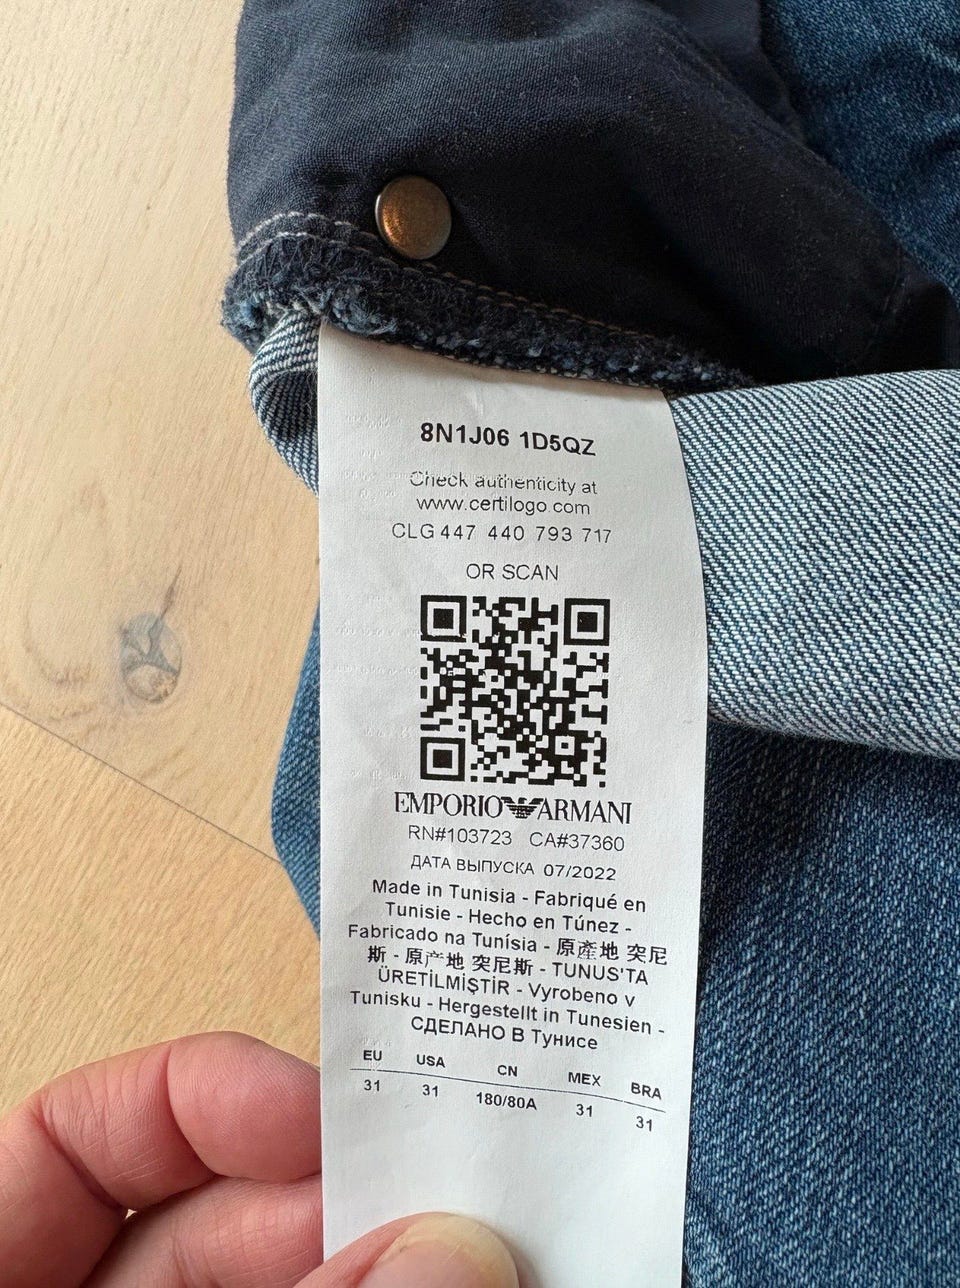 8N1J06 1D5QZ
Check authenticity at
www.certilogo.com
CLG 447 440 793 717
OR SCAN
EMPORIO ARMANI
RN#103723 CA#37360
ДАТА ВЫПУСКА 07/2022
Made in Tunisia - Fabriqué en
Tunisie - Hecho en Túnez -
Fabricado na Tunísia - 原產地 突尼
斯 - 原产地 突尼斯 - TUNUS'TA
ÜRETİLMİŞTİR - Vyrobeno v
Tunisku - Hergestellt in Tunesien -
СДЕЛАНО В Тунисе
EU USA CN MEX BRA
31 31 180/80A 31 31